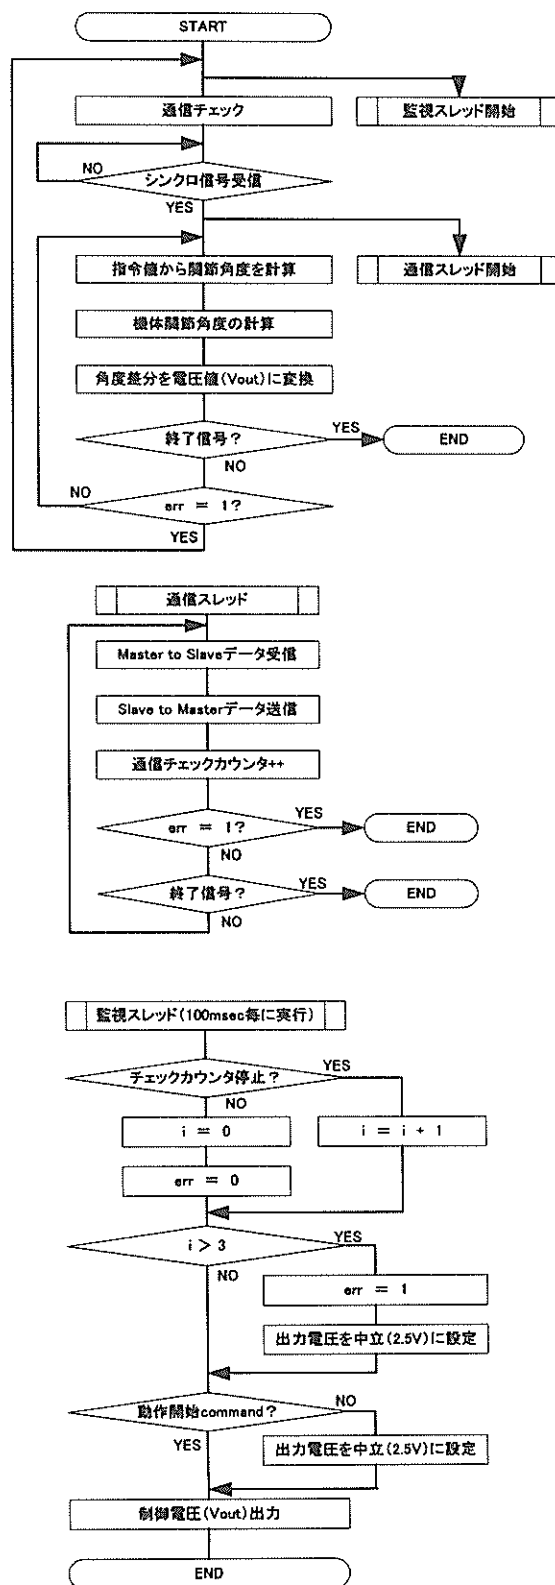 START
通信チェック
監視スレッド開始
NO
シンクロ信号受信
YES
指令値から関節角度を計算
通信スレッド開始
機体関節角度の計算
角度差分を電圧値(Vout)に変換
終了信号?
YES
END
NO
NO
err = 1?
YES
通信スレッド
Master to Slaveデータ受信
Slave to Masterデータ送信
通信チェックカウンタ++
err = 1?
YES
END
NO
終了信号?
YES
END
NO
監視スレッド(100msec毎に実行)
チェックカウンタ停止?
YES
NO
i = 0
i = i + 1
err = 0
i > 3
YES
NO
err = 1
出力電圧を中立(2.5V)に設定
動作開始command?
NO
YES
出力電圧を中立(2.5V)に設定
制御電圧(Vout)出力
END